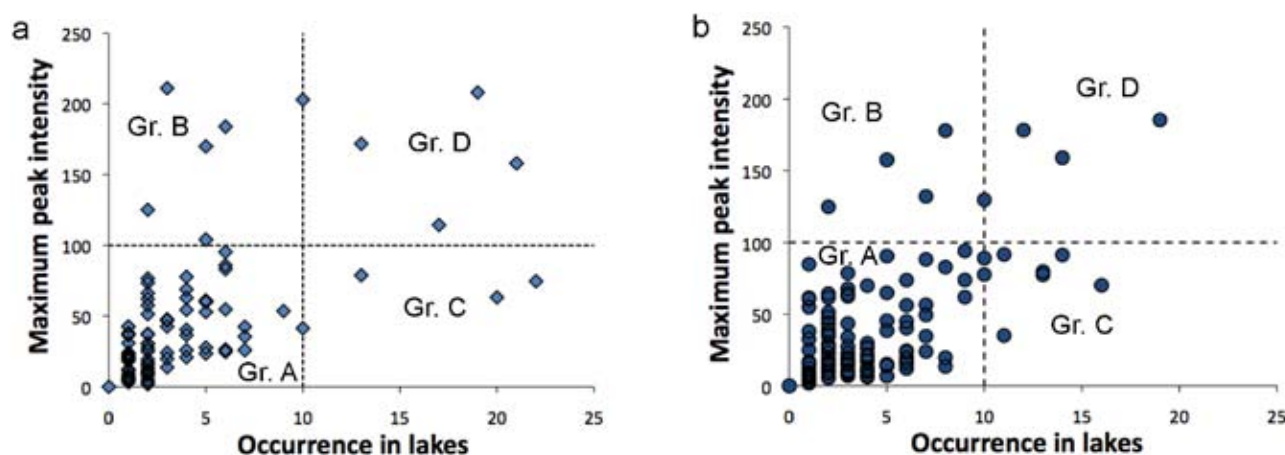 a
250
200
150
100
50
0
Maximum peak intensity
Gr. B
Gr. D
Gr. C
Gr. A
0 5 10 15 20 25
Occurrence in lakes
b
250
200
150
100
50
0
Maximum peak intensity
Gr. D
Gr. B
Gr. A
Gr. C
0 5 10 15 20 25
Occurrence in lakes